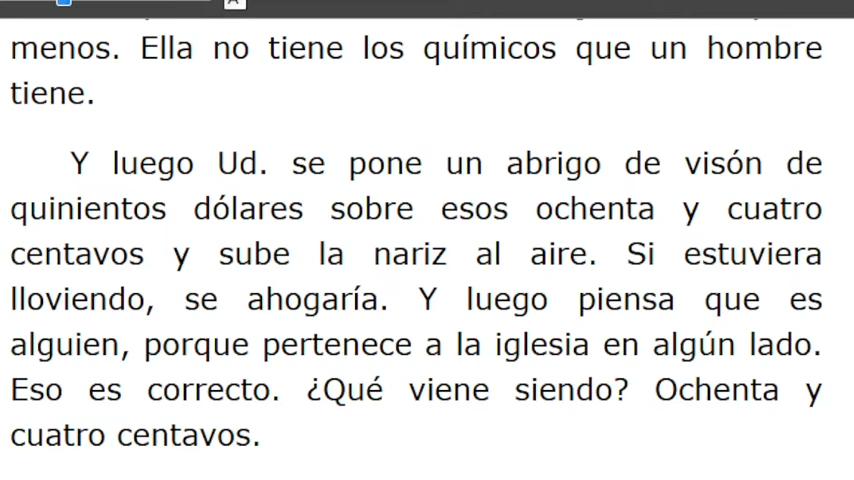 menos. Ella no tiene los químicos que un hombre
tiene.
Y luego Ud. se pone un abrigo de visón de
quinientos dólares sobre esos ochenta y cuatro
centavos y sube la nariz al aire. Si estuviera
lloviendo, se ahogaría. Y luego piensa que es
alguien, porque pertenece a la iglesia en algún lado.
Eso es correcto. ¿Qué viene siendo? Ochenta y
cuatro centavos.